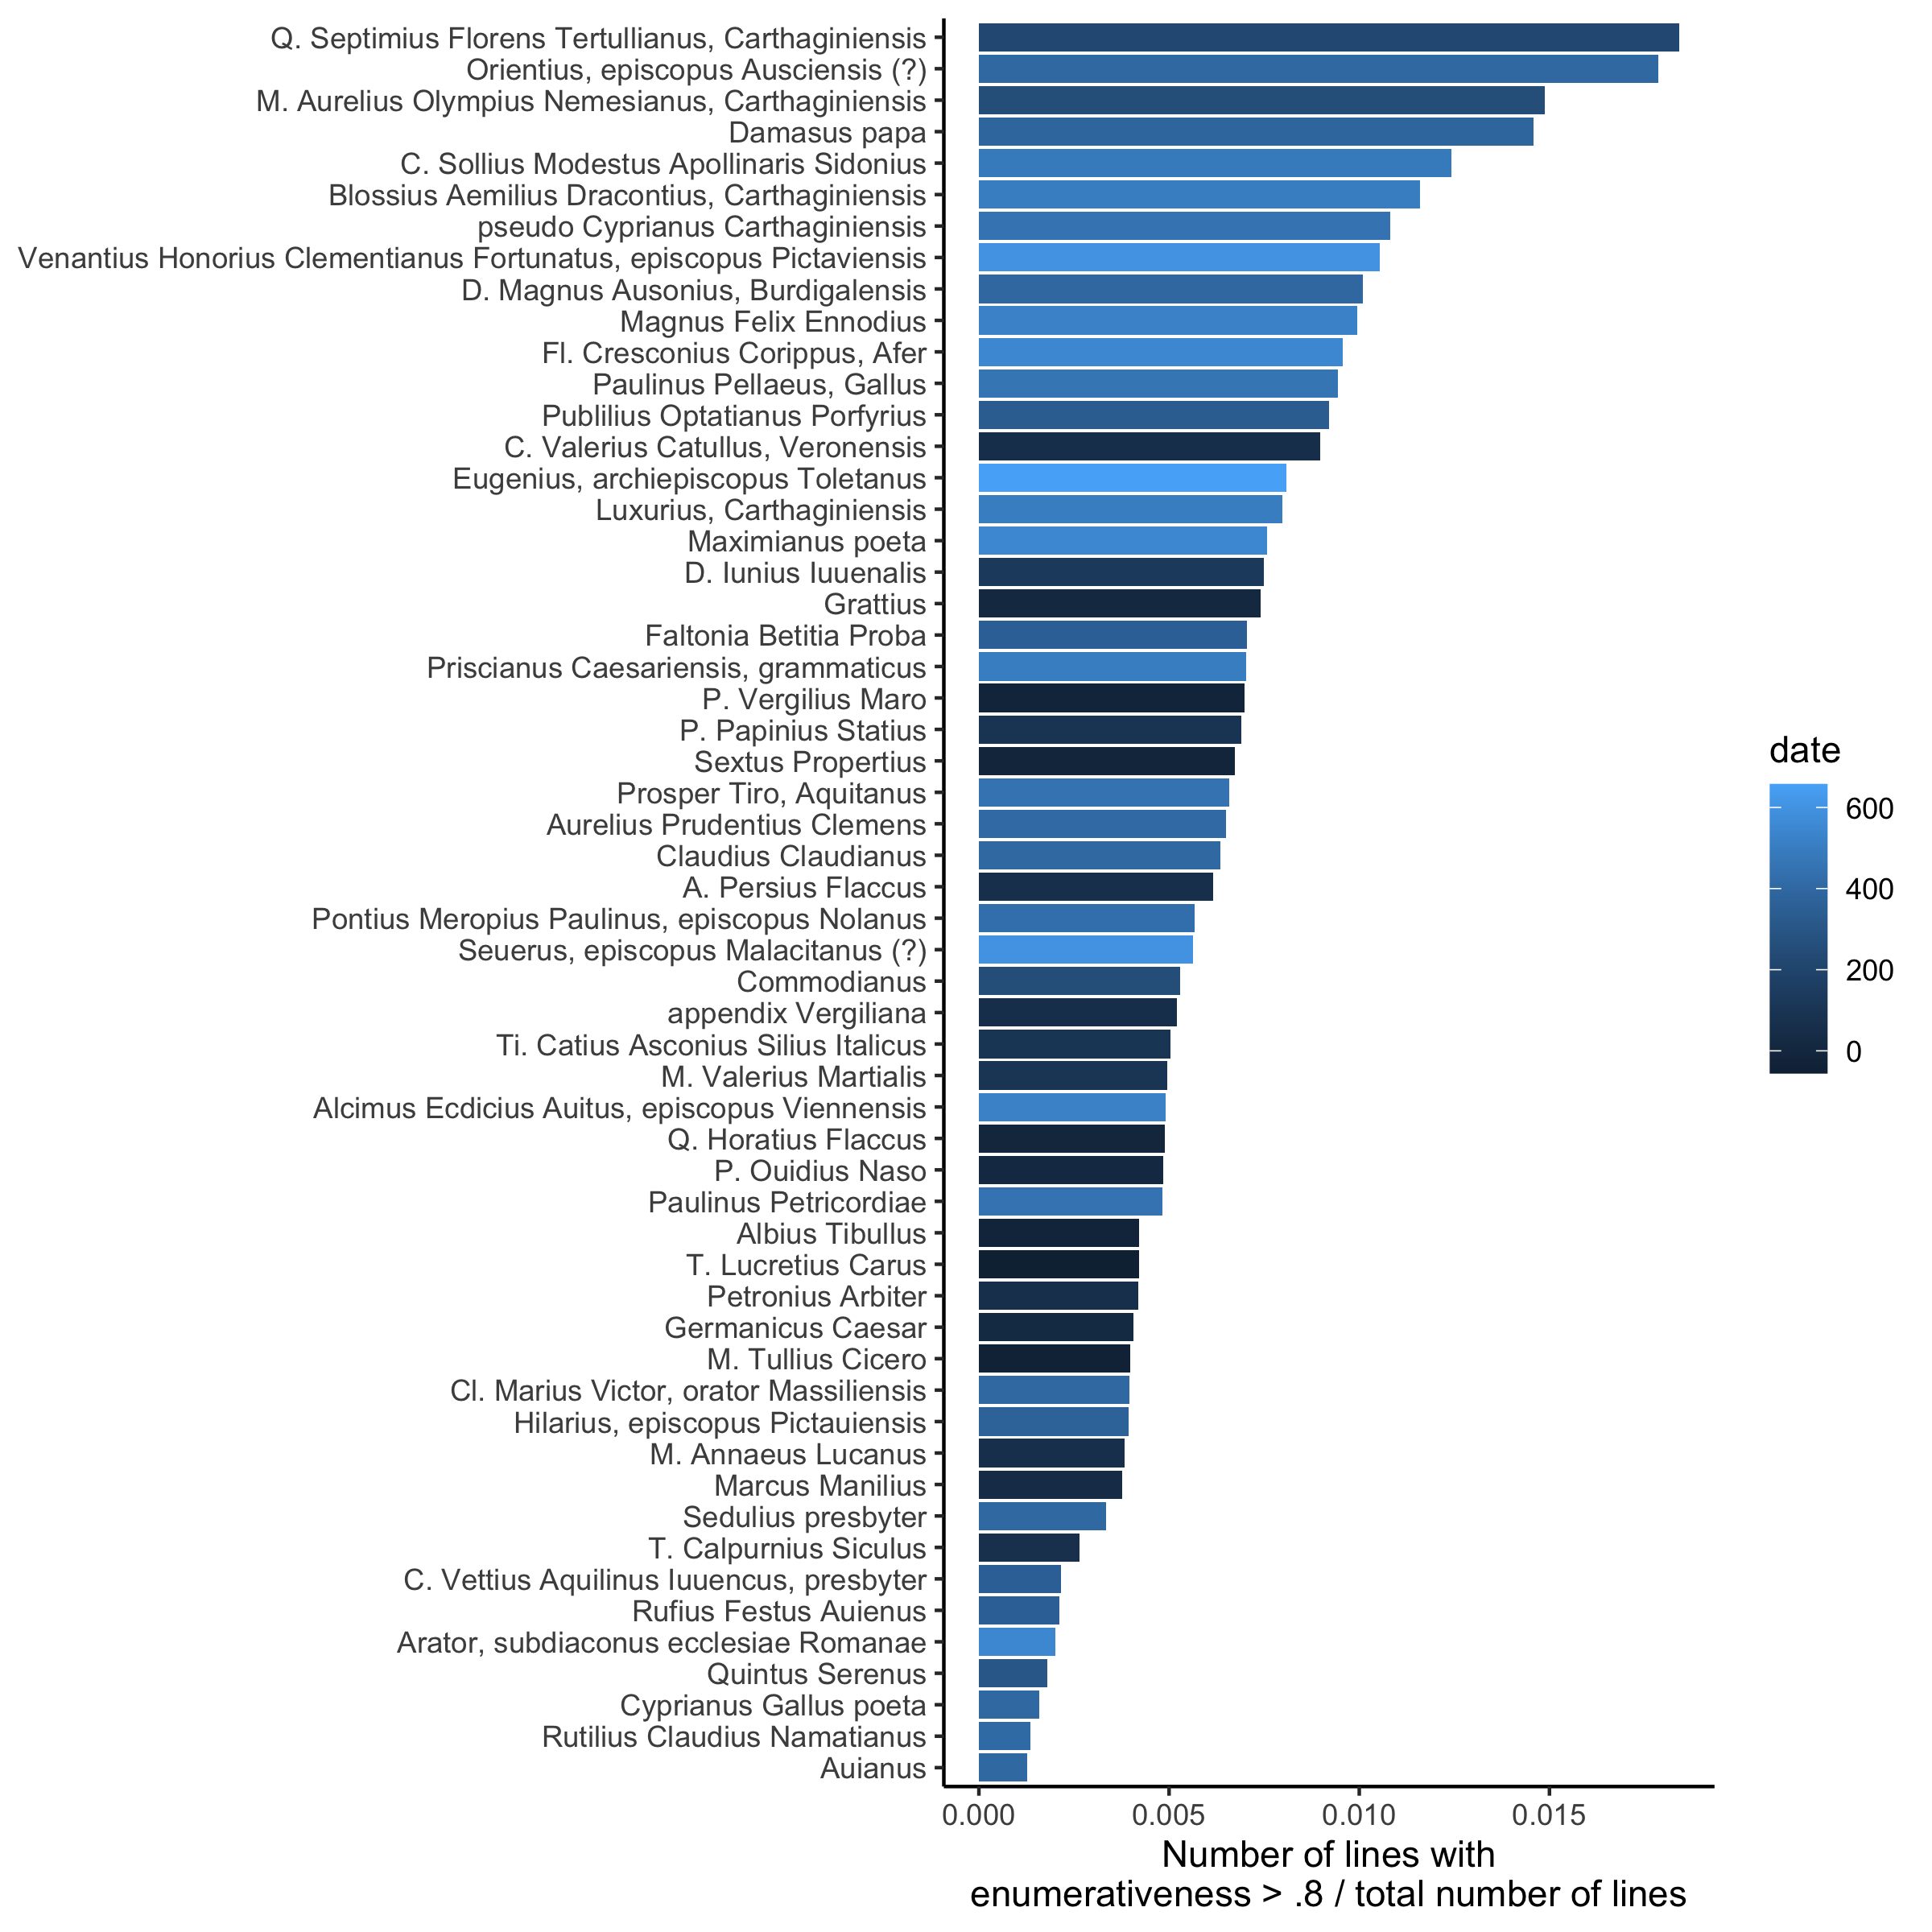 Q. Septimius Florens Tertullianus, Carthaginiensis
Orientius, episcopus Ausciensis (?)
M. Aurelius Olympius Nemesianus, Carthaginiensis
Damasus papa
C. Sollius Modestus Apollinaris Sidonius
Blossius Aemilius Dracontius, Carthaginiensis
pseudo Cyprianus Carthaginiensis
Venantius Honorius Clementianus Fortunatus, episcopus Pictaviensis
D. Magnus Ausonius, Burdigalensis
Magnus Felix Ennodius
Fl. Cresconius Corippus, Afer
Paulinus Pellaeus, Gallus
Publilius Optatianus Porfyrius
C. Valerius Catullus, Veronensis
Eugenius, archiepiscopus Toletanus
Luxurius, Carthaginiensis
Maximianus poeta
D. Iunius Iuuenalis
Grattius
Faltonia Betitia Proba
Priscianus Caesariensis, grammaticus
P. Vergilius Maro
P. Papinius Statius
Sextus Propertius
Prosper Tiro, Aquitanus
Aurelius Prudentius Clemens
Claudius Claudianus
A. Persius Flaccus
Pontius Meropius Paulinus, episcopus Nolanus
Seuerus, episcopus Malacitanus (?)
Commodianus
appendix Vergiliana
Ti. Catius Asconius Silius Italicus
M. Valerius Martialis
Alcimus Ecdicius Auitus, episcopus Viennensis
Q. Horatius Flaccus
P. Ouidius Naso
Paulinus Petricordiae
Albius Tibullus
T. Lucretius Carus
Petronius Arbiter
Germanicus Caesar
M. Tullius Cicero
Cl. Marius Victor, orator Massiliensis
Hilarius, episcopus Pictauiensis
M. Annaeus Lucanus
Marcus Manilius
Sedulius presbyter
T. Calpurnius Siculus
C. Vettius Aquilinus Iuuencus, presbyter
Rufius Festus Auienus
Arator, subdiaconus ecclesiae Romanae
Quintus Serenus
Cyprianus Gallus poeta
Rutilius Claudius Namatianus
Auianus
0.000 0.005 0.010 0.015
Number of lines with
enumerativeness > .8 / total number of lines
date
600
400
200
0